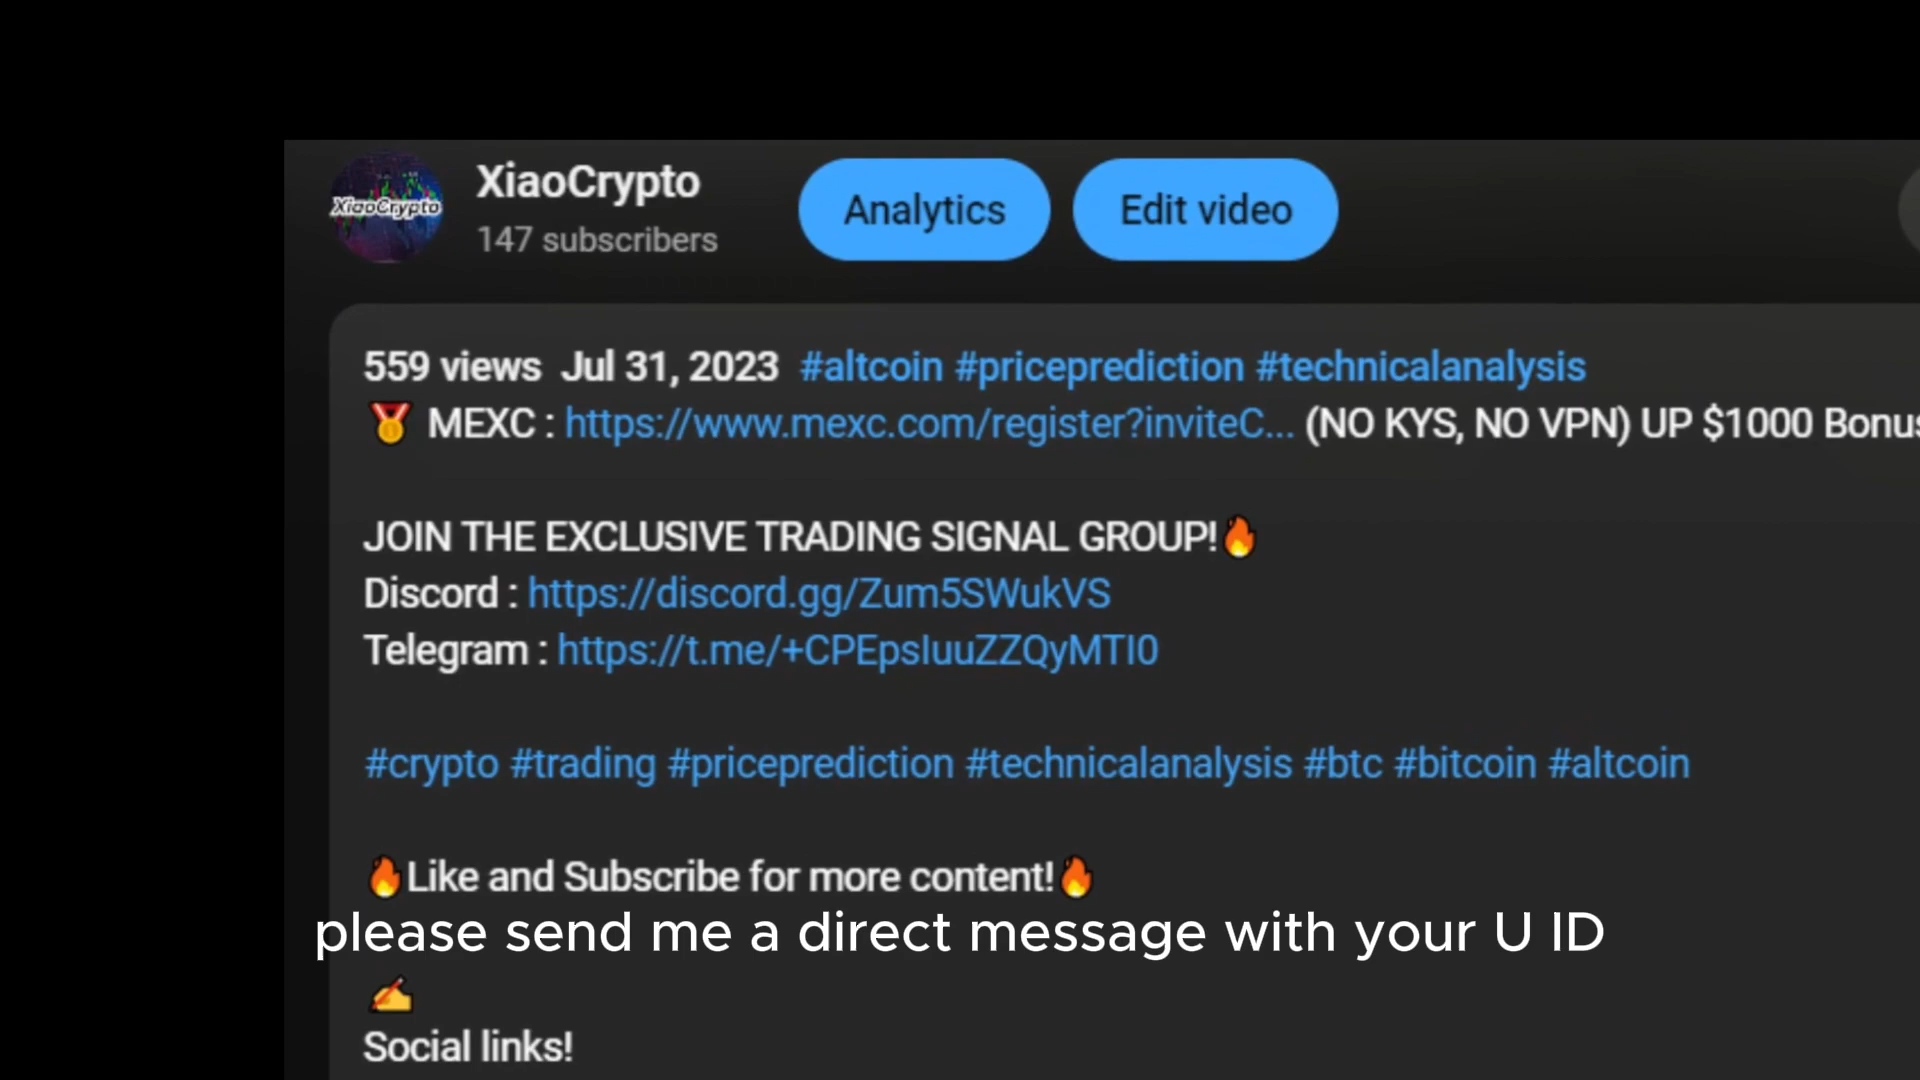 XiaoCrypto
XiaoCrypto
147 subscribers
Analytics
Edit video
559 views Jul 31, 2023 #altcoin #priceprediction #technicalanalysis
🏅 MEXC : https://www.mexc.com/register?inviteC... (NO KYS, NO VPN) UP $1000 Bonus
JOIN THE EXCLUSIVE TRADING SIGNAL GROUP!🔥
Discord : https://discord.gg/Zum5SWukVS
Telegram : https://t.me/+CPEpsIuuZZQyMTI0
#crypto #trading #priceprediction #technicalanalysis #btc #bitcoin #altcoin
🔥Like and Subscribe for more content!🔥
please send me a direct message with your U ID
✍
Social links!